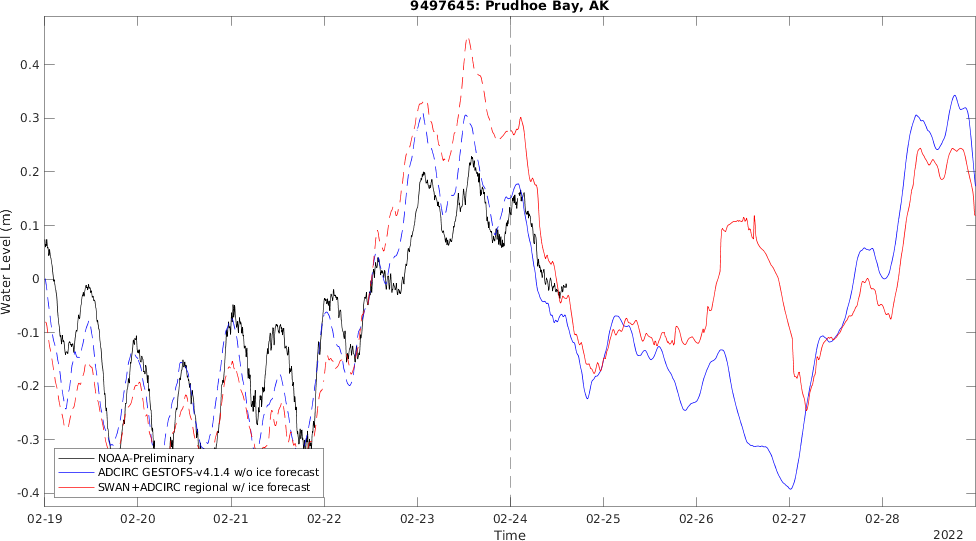 9497645: Prudhoe Bay, AK
0.4
0.3
0.2
0.1
0
-0.1
-0.2
-0.3
-0.4
Water Level (m)
NOAA-Preliminary
ADCIRC GESTOFS-v4.1.4 w/o ice forecast
SWAN+ADCIRC regional w/ ice forecast
02-19 02-20 02-21 02-22 02-23 02-24 02-25 02-26 02-27 02-28
Time
2022